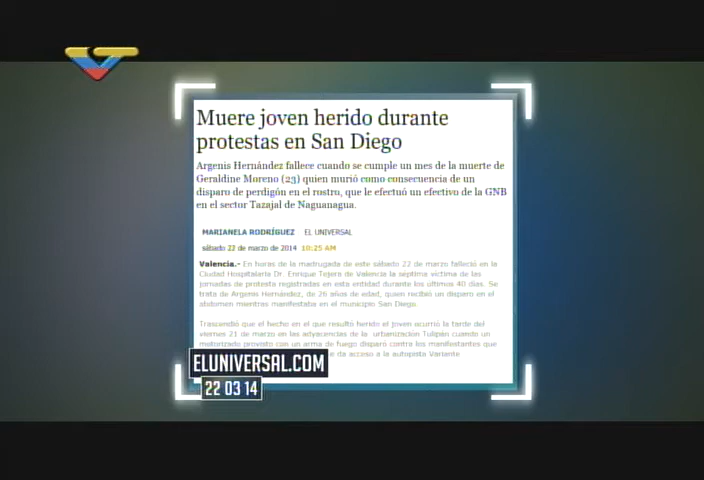 Muere joven herido durante
protestas en San Diego
Argenis Hernández fallece cuando se cumple un mes de la muerte de
Geraldine Moreno (23) quien murió como consecuencia de un
disparo de perdigón en el rostro, que le efectuó un efectivo de la GNB
en el sector Tazajal de Naguanagua.
MARIANELA RODRÍGUEZ EL UNIVERSAL
sábado 22 de marzo de 2014 10:25 AM
Valencia.- En horas de la madrugada de este sábado 22 de marzo falleció en la
Ciudad Hospitalaria Dr. Enrique Tejera de Valencia la séptima víctima de las
jornadas de protesta registradas en esta entidad durante los últimos 40 días. Se
trata de Argenis Hernández, de 26 años de edad, quien recibió un disparo en el
abdomen mientras manifestaba en el municipio San Diego.
Trascendió que el hecho en el que resultó herido el joven ocurrió la tarde del
viernes 21 de marzo en las adyacencias de la urbanización Tulipán cuando un
motorizado provisto con un arma de fuego disparó contra los manifestantes que
e da acceso a la autopista Variante
ELUNIVERSAL.COM
22 03 14